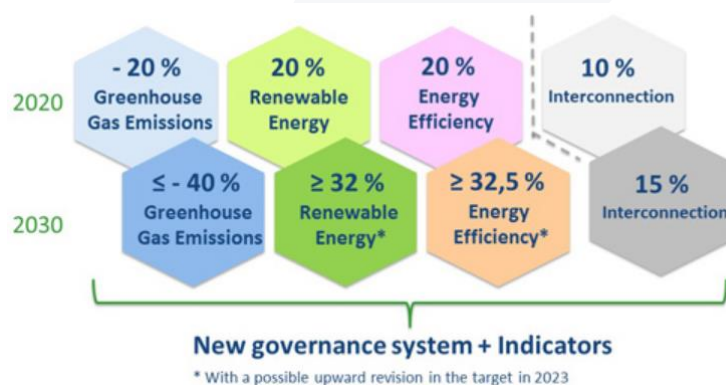 2020
- 20 %
Greenhouse
Gas Emissions
20 %
Renewable
Energy
20 %
Energy
Efficiency
10 %
Interconnection
2030
≤ - 40 %
Greenhouse
Gas Emissions
≥ 32 %
Renewable
Energy*
≥ 32,5 %
Energy
Efficiency*
15 %
Interconnection
New governance system + Indicators
* With a possible upward revision in the target in 2023